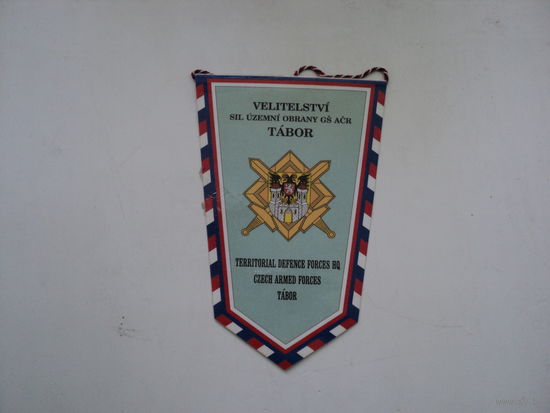 VELITELSTVÍ
SIL ÚZEMNÍ OBRANY GŠ AČR
TÁBOR
TERRITORIAL DEFENCE FORCES HQ
CZECH ARMED FORCES
TÁBOR